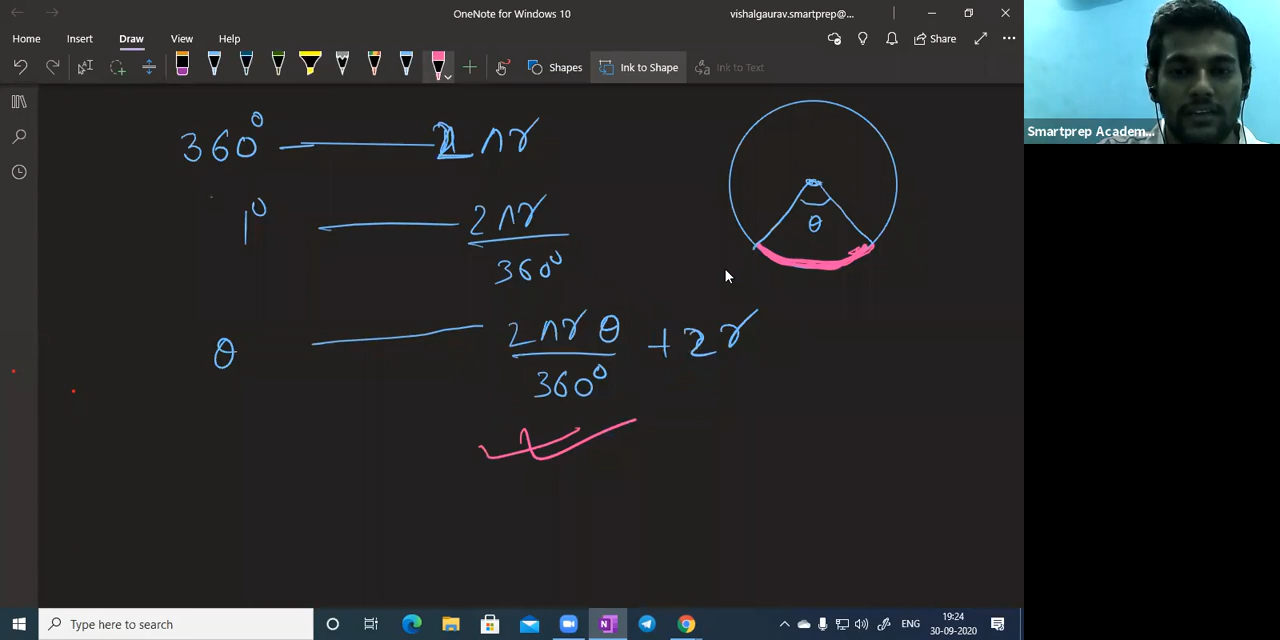 OneNote for Windows 10
vishalgaurav.smartprep@...
Home Insert Draw View Help
Share
Shapes
Ink to Shape
Ink to Text
Smartprep Academ...
360° 2πr
1° 2πr
360°
θ
θ 2πr θ + 2r
360°
Type here to search
ENG
19:24
30-09-2020